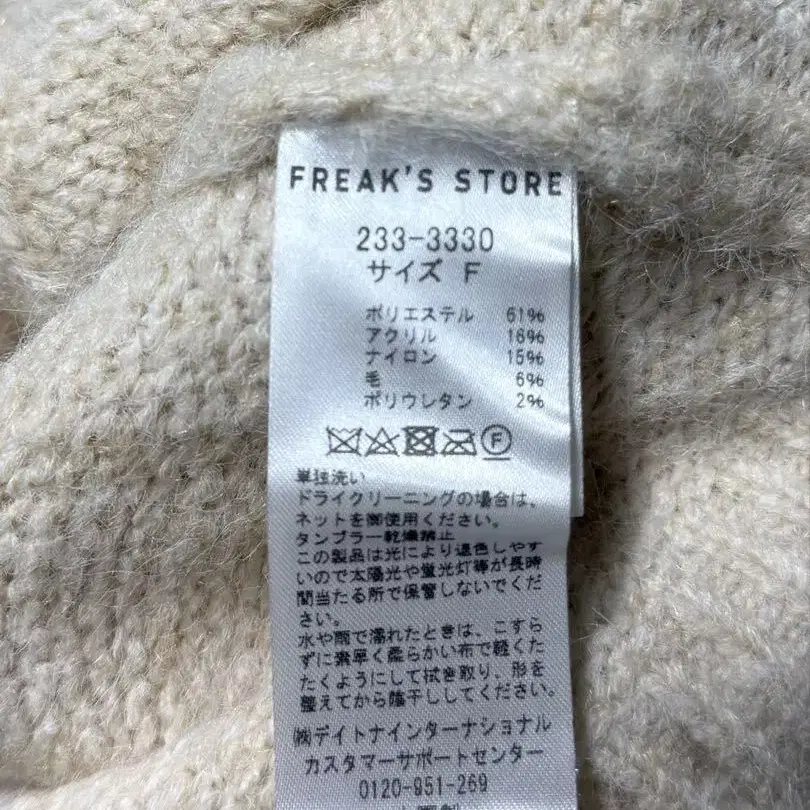 FREAK'S STORE
233-3330
サイズ F
ポリエステル 61%
アクリル 16%
ナイロン 15%
毛 6%
ポリウレタン 2%
F
単独洗い
ドライクリーニングの場合は、
ネットを御使用ください。
タンブラー乾燥禁止
この製品は光により退色しやす
いので太陽光や蛍光灯等が長時
間当たる所で保管しないでくだ
さい。
水や雨で濡れたときは、こすら
ずに素早く柔らかい布で軽くた
たくようにして拭き取り、形を
整えてから陰干ししてください。
㈱デイトナインターナショナル
カスタマーサポートセンター
0120-951-269